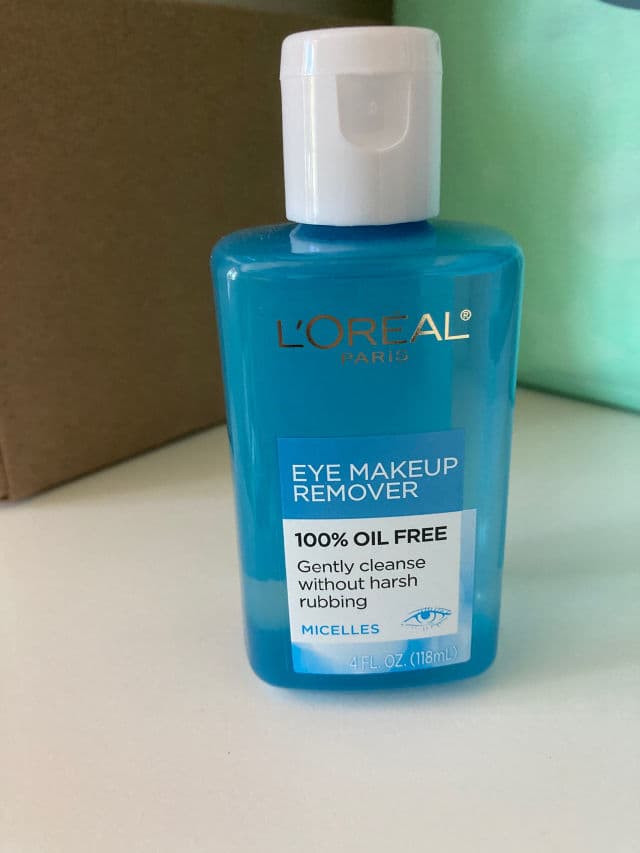 L'ORÉAL®
PARIS
EYE MAKEUP
REMOVER
100% OIL FREE
Gently cleanse
without harsh
rubbing
MICELLES
4 FL. OZ. (118mL)